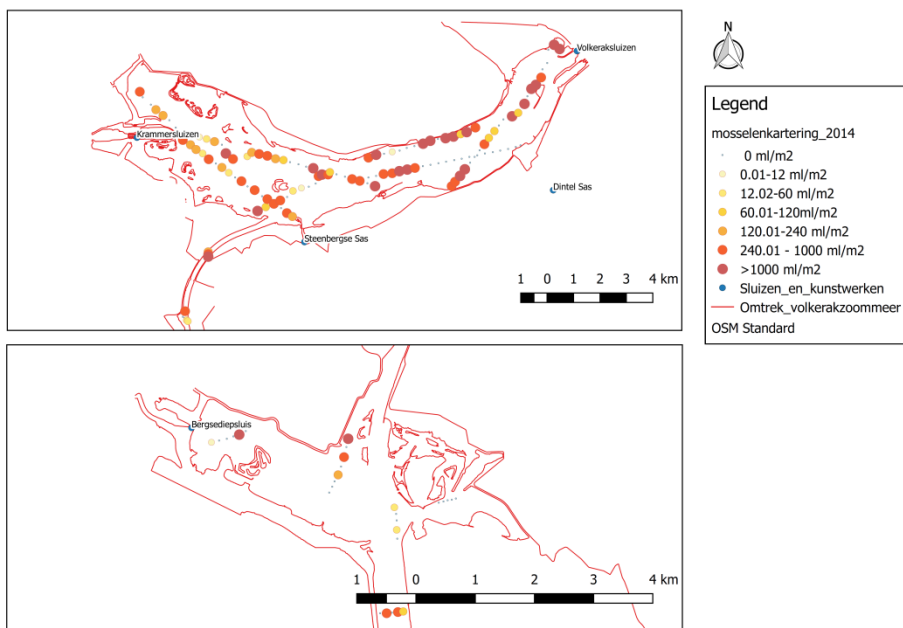 Volkeraksluizen
Krammersluizen
Dintel Sas
Steenbergse Sas
1 0 1 2 3 4 km
N
Legend
mosselenkartering_2014
0 ml/m2
0.01-12 ml/m2
12.02-60 ml/m2
60.01-120ml/m2
120.01-240 ml/m2
240.01 - 1000 ml/m2
>1000 ml/m2
Sluizen_en_kunstwerken
Omtrek_volkerakzoommeer
OSM Standard
Bergsediepsluis
1 0 1 2 3 4 km